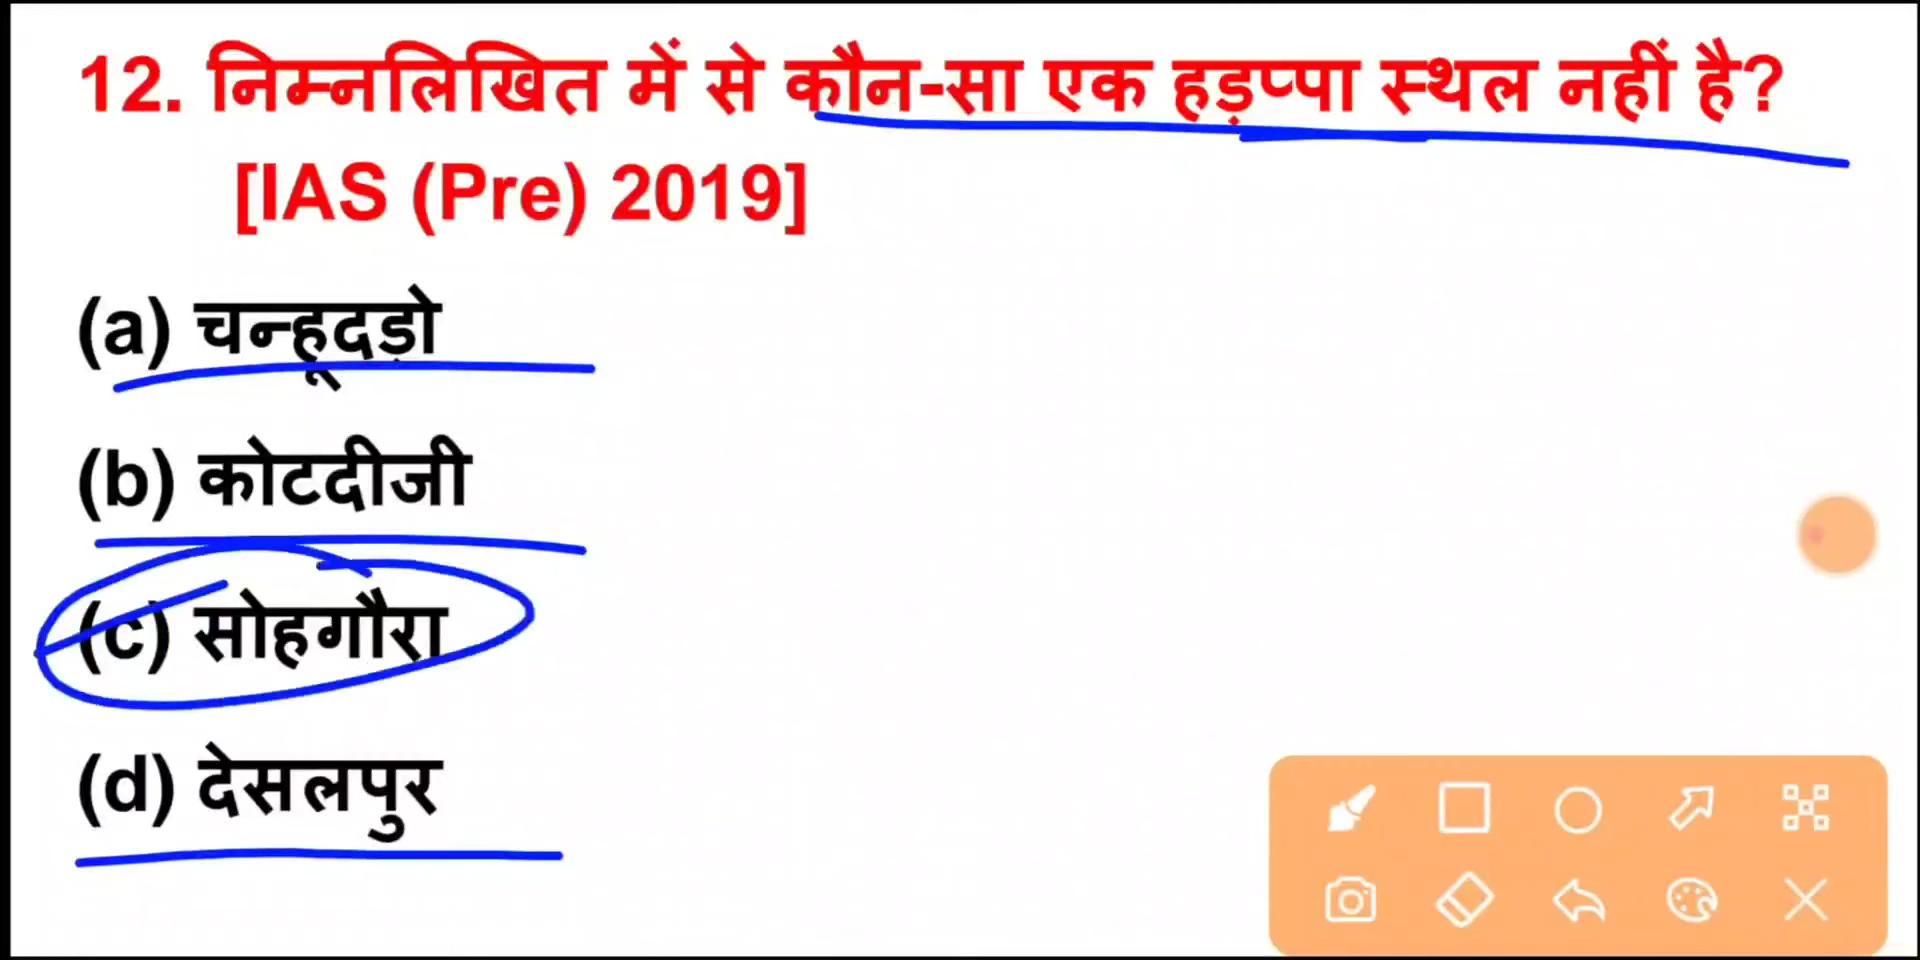 12. निम्नलिखित में से कौन-सा एक हड़प्पा स्थल नहीं है?
[IAS (Pre) 2019]
(a) चन्हूदड़ो
(b) कोटदीजी
(c) सोहगौरा
(d) देसलपुर